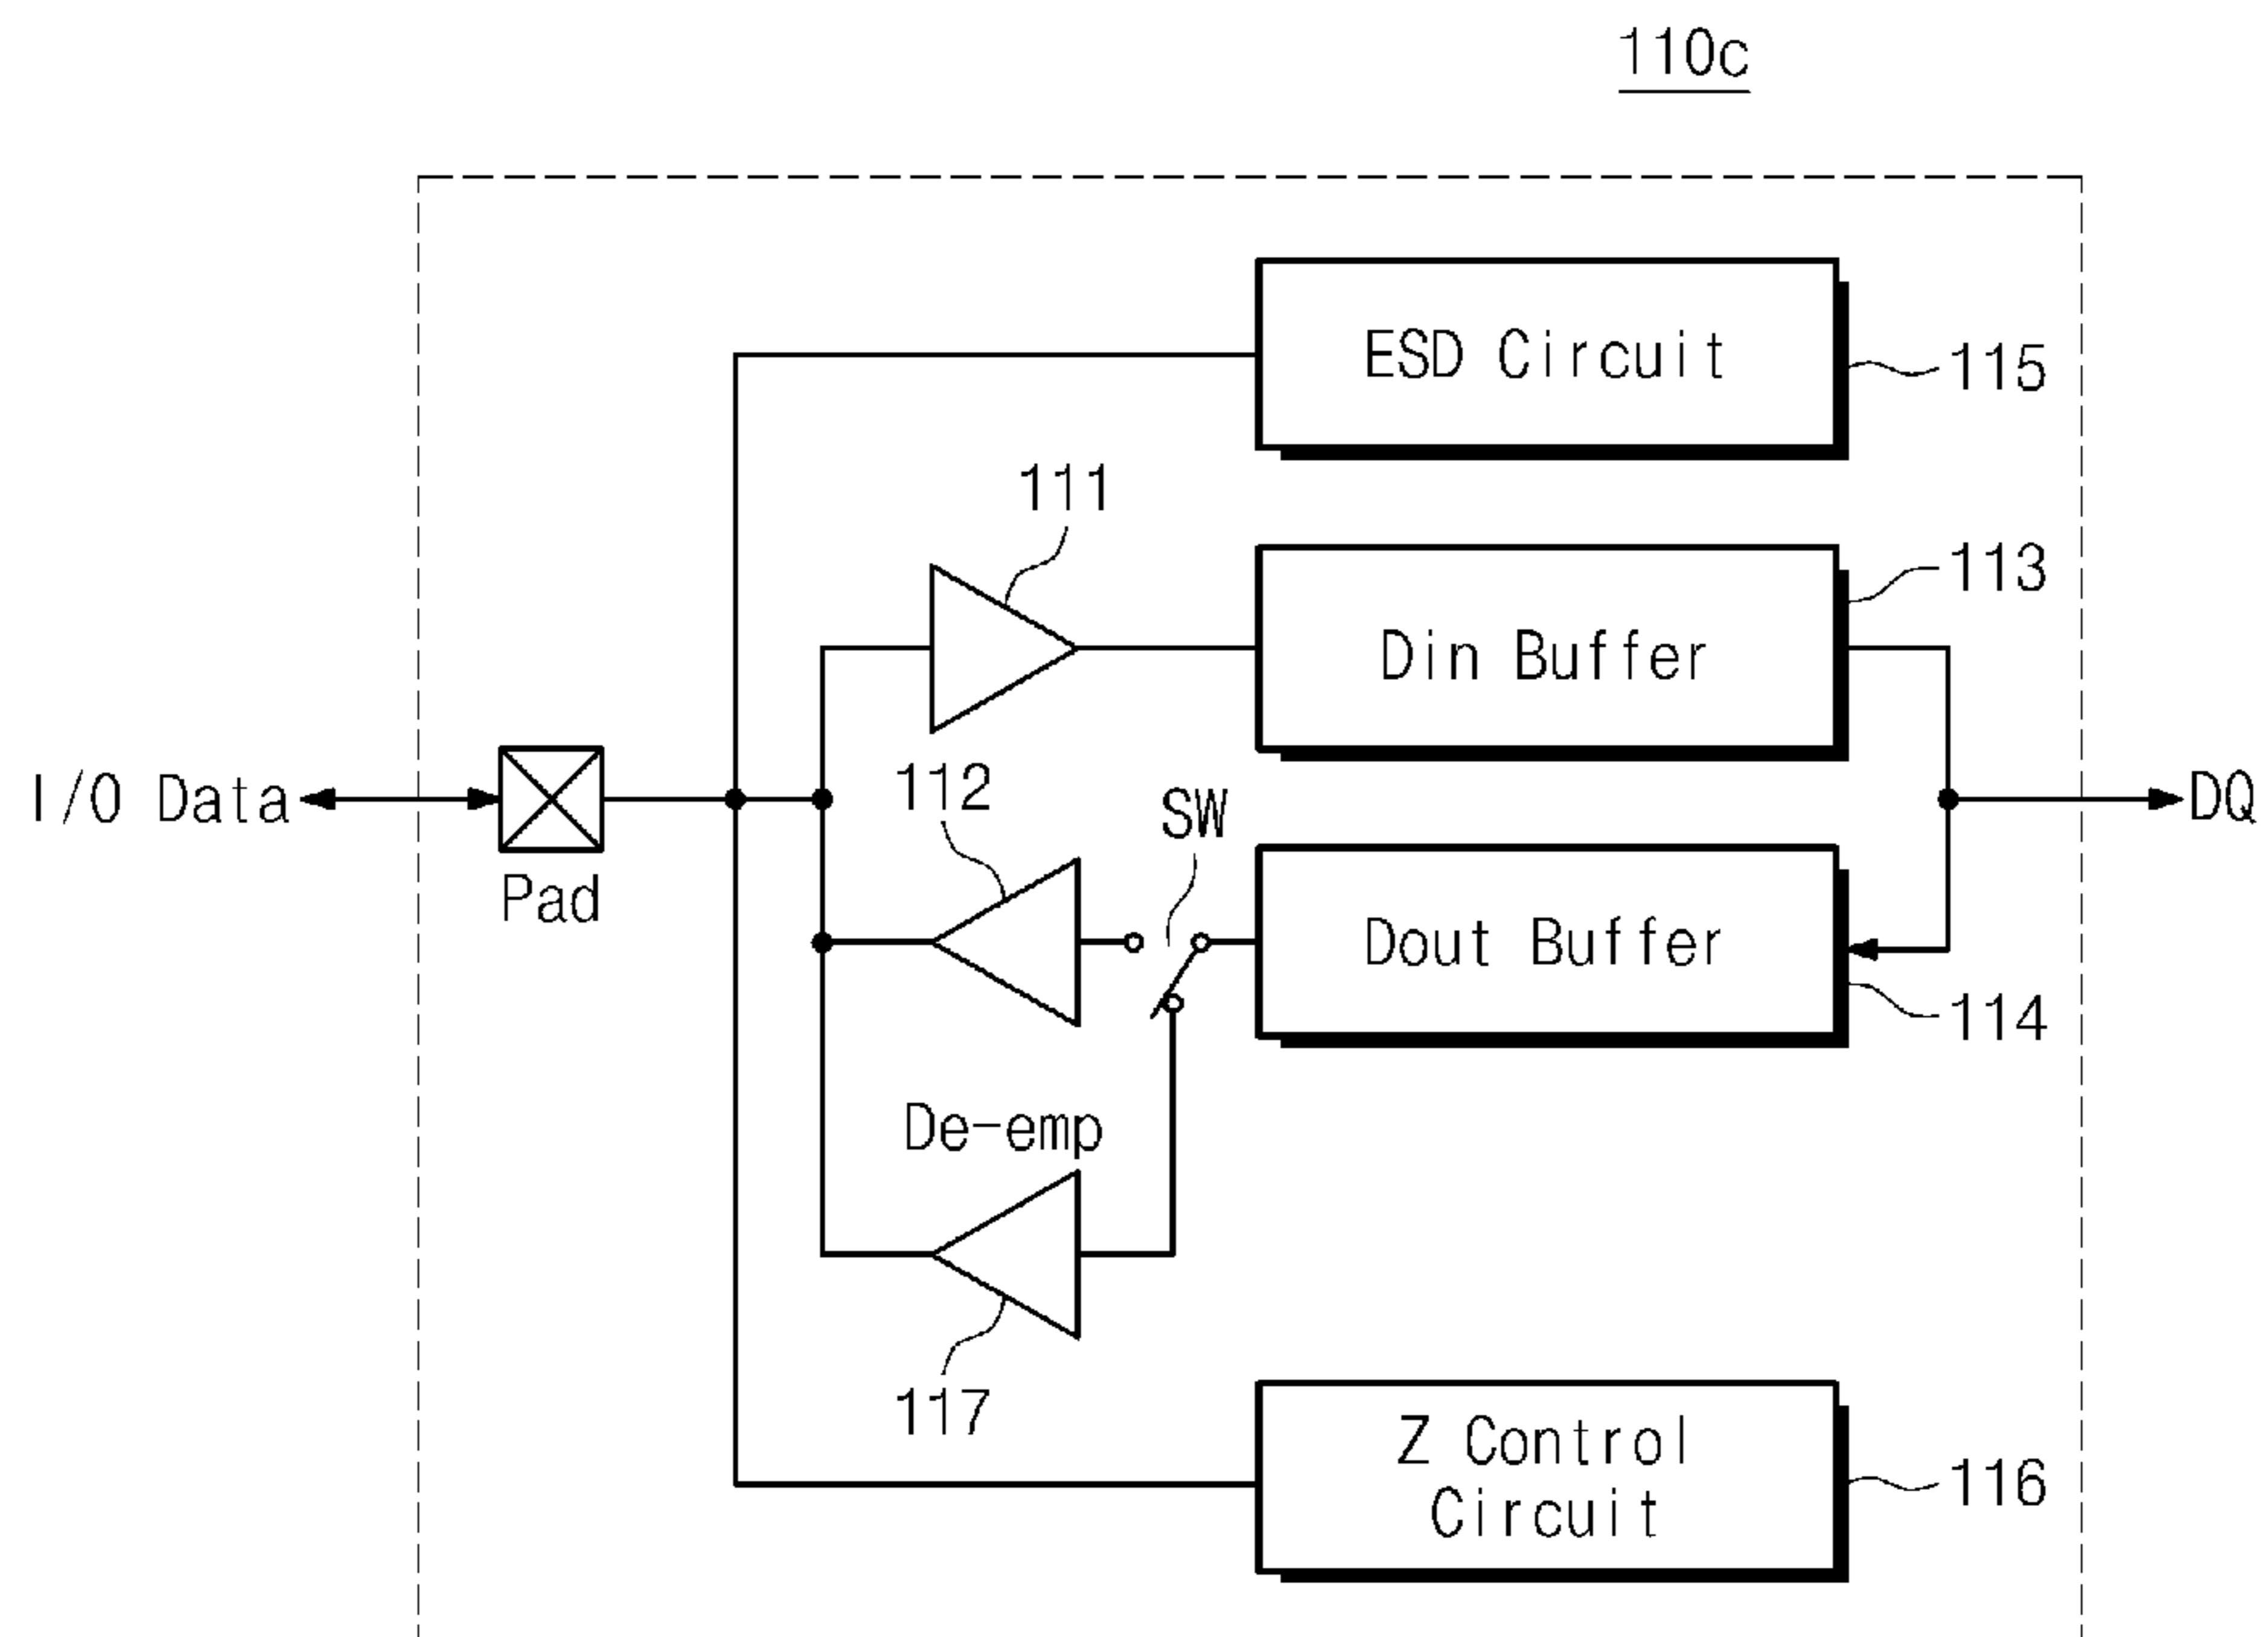 110c
ESD Circuit
115
111
113
Din Buffer
I/O Data
Pad
112
SW
DQ
Dout Buffer
114
De-emp
117
Z Control
Circuit
116